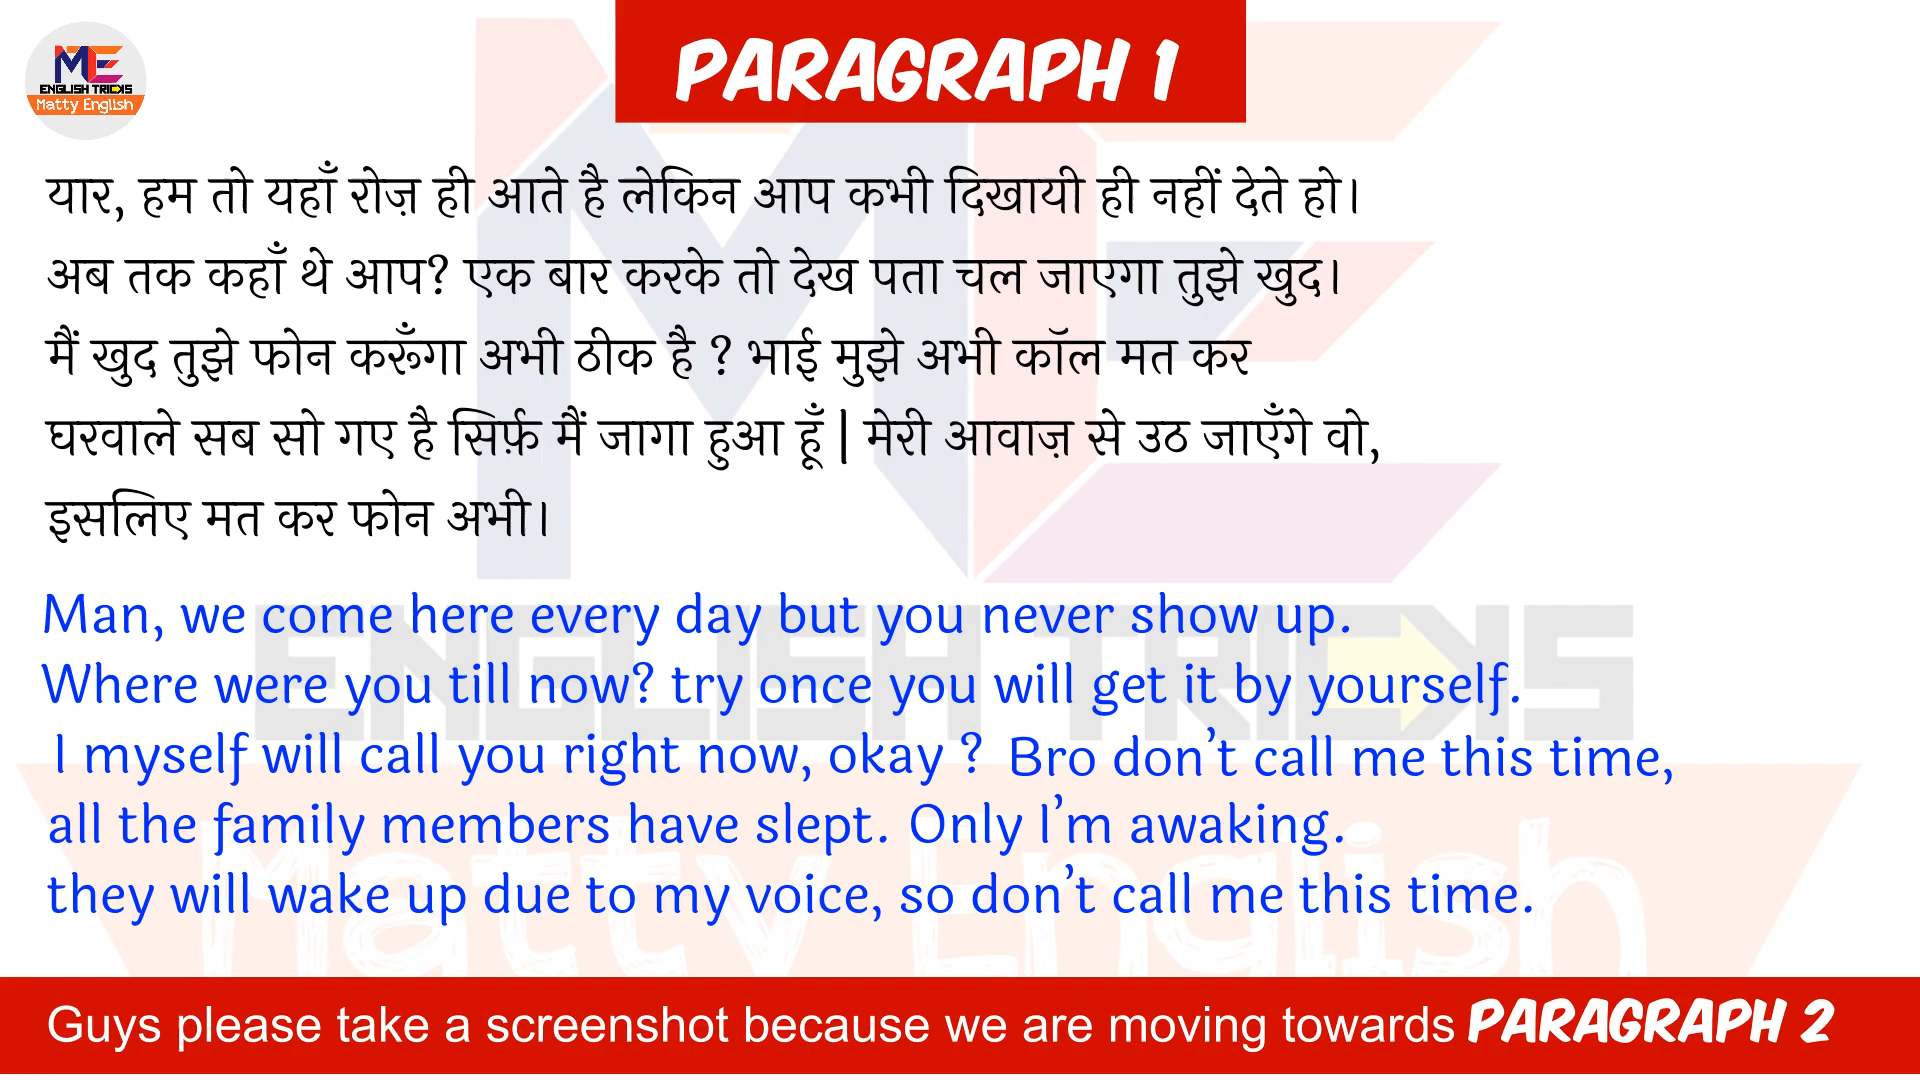 ME
ENGLISH TRICKS
Matty English
PARAGRAPH 1
यार, हम तो यहाँ रोज़ ही आते है लेकिन आप कभी दिखायी ही नहीं देते हो।
अब तक कहाँ थे आप? एक बार करके तो देख पता चल जाएगा तुझे खुद।
मैं खुद तुझे फोन करूँगा अभी ठीक है ? भाई मुझे अभी कॉल मत कर
घरवाले सब सो गए है सिर्फ़ मैं जागा हुआ हूँ | मेरी आवाज़ से उठ जाएँगे वो,
इसलिए मत कर फोन अभी।
Man, we come here every day but you never show up.
Where were you till now? try once you will get it by yourself.
I myself will call you right now, okay ? Bro don’t call me this time,
all the family members have slept. Only I’m awaking.
they will wake up due to my voice, so don’t call me this time.
ENGLISH TRICKS
Matty English
Guys please take a screenshot because we are moving towards PARAGRAPH 2